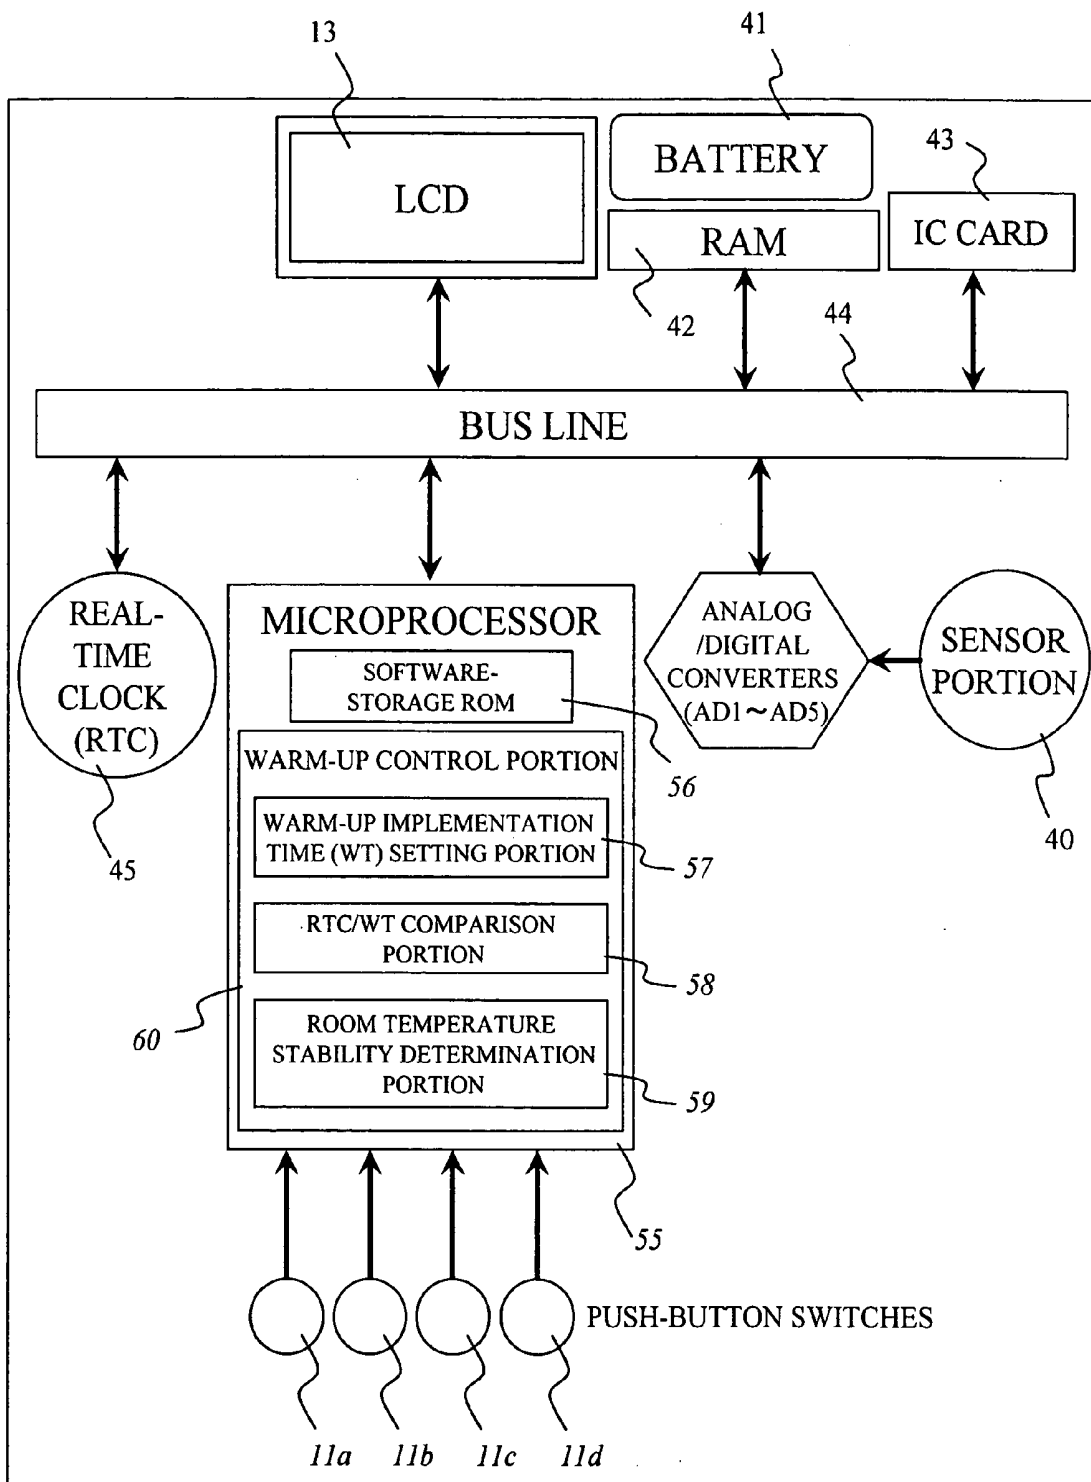 13
41
43
BATTERY
LCD
RAM
IC CARD
42
44
BUS LINE
REAL-
TIME
CLOCK
(RTC)
45
MICROPROCESSOR
SOFTWARE-
STORAGE ROM
56
ANALOG
/DIGITAL
CONVERTERS
(AD1~AD5)
SENSOR
PORTION
40
WARM-UP CONTROL PORTION
WARM-UP IMPLEMENTATION
TIME (WT) SETTING PORTION
57
RTC/WT COMPARISON
PORTION
58
60
ROOM TEMPERATURE
STABILITY DETERMINATION
PORTION
59
55
PUSH-BUTTON SWITCHES
11a
11b
11c
11d